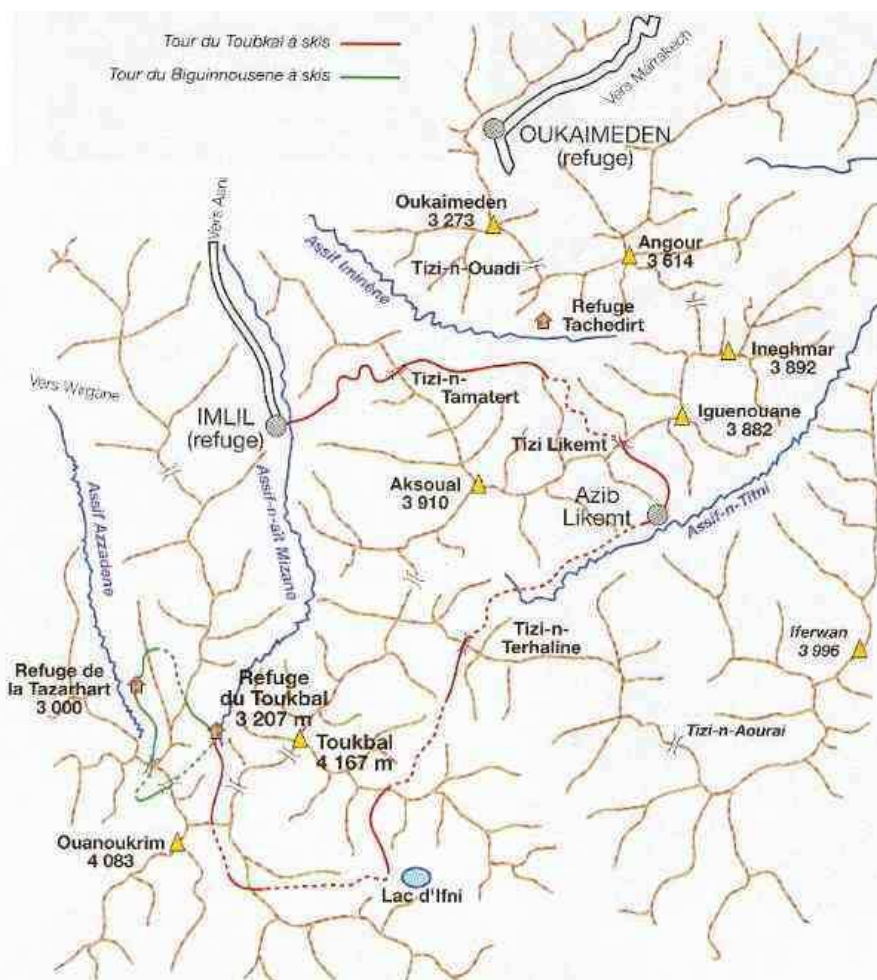 Tour du Toubkal à skis
Tour du Biguinnousene à skis
Vers Marrakech
OUKAIMEDEN
(refuge)
Vers Asni
Oukaimeden
3 273
Angour
3 614
Assif Iminène
Tizi-n-Ouadi
Refuge
Tachedirt
Ineghmar
3 892
Vers Wirgane
Tizi-n-
Tamatert
IMLIL
(refuge)
Iguenouane
3 882
Tizi Likemt
Aksoual
3 910
Azib
Likemt
Assif-n-Titni
Assif Azzadene
Assif-n-aït Mizane
Tizi-n-
Terhaline
Iferwan
3 996
Refuge de
la Tazarhart
3 000
Refuge
du Toukbal
3 207 m
Toukbal
4 167 m
Tizi-n-Aourai
Ouanoukrim
4 083
Lac d'Ifni